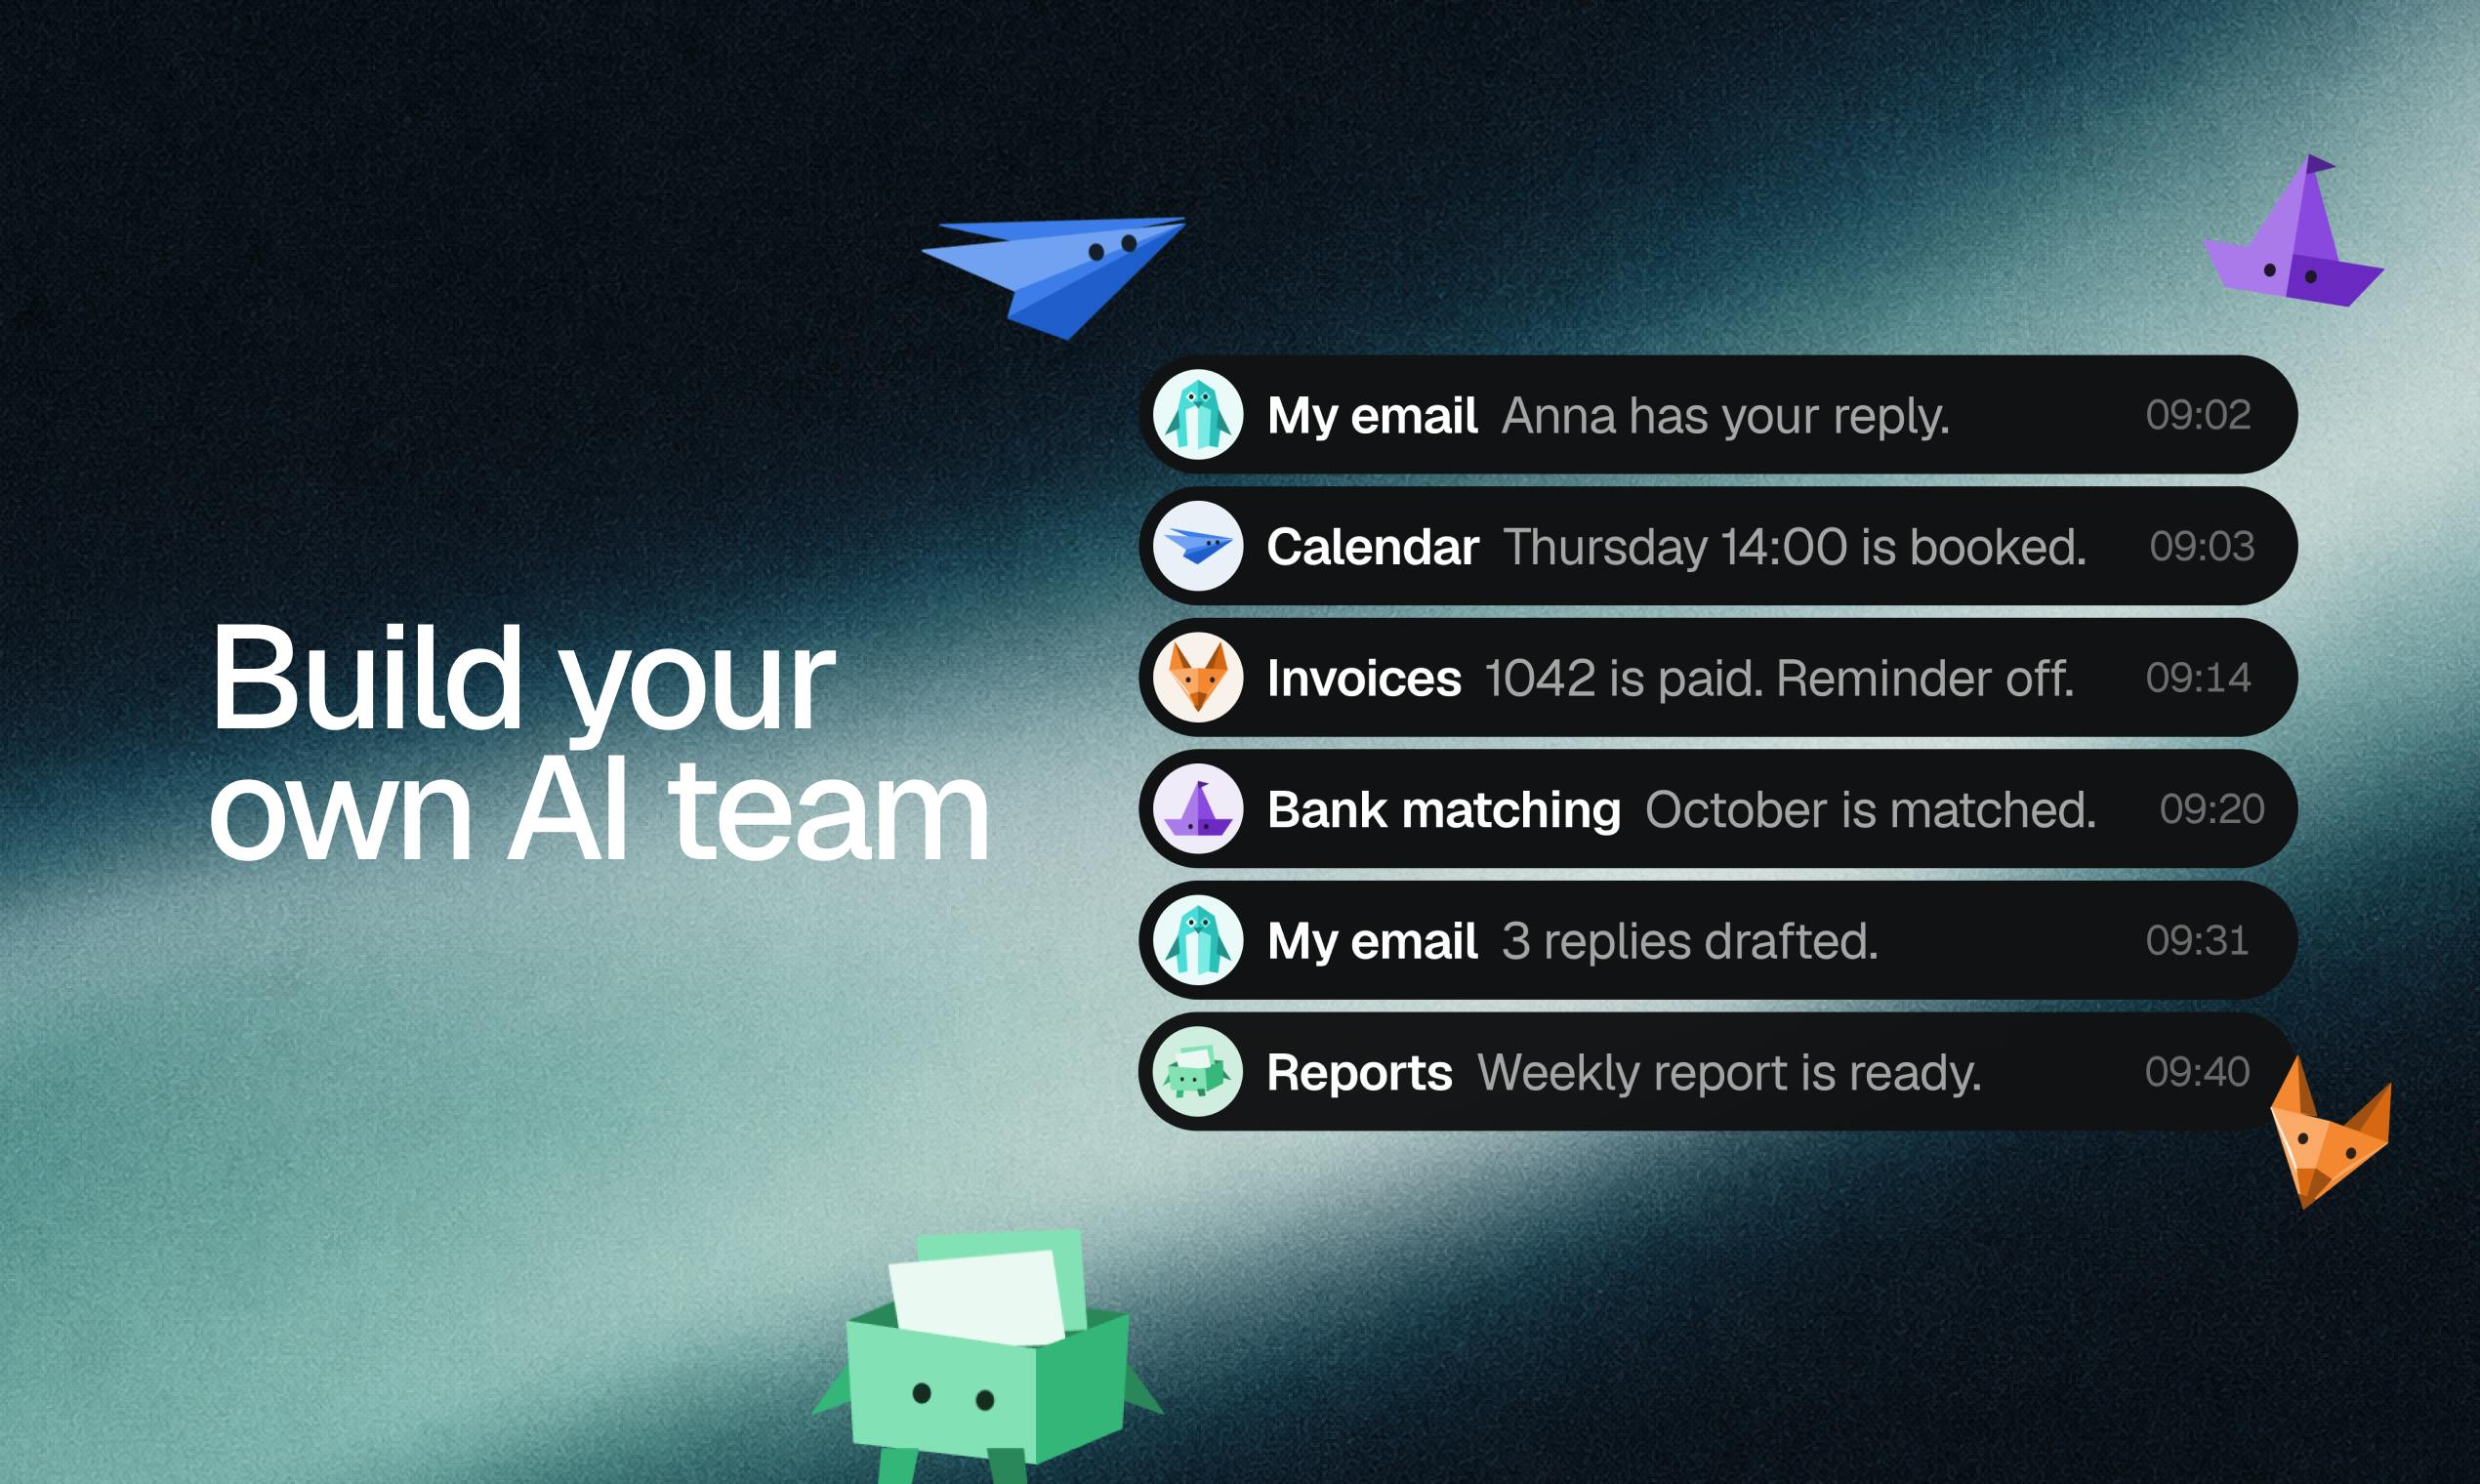 Build your
own AI team
My email Anna has your reply. 09:02
Calendar Thursday 14:00 is booked. 09:03
Invoices 1042 is paid. Reminder off. 09:14
Bank matching October is matched. 09:20
My email 3 replies drafted. 09:31
Reports Weekly report is ready. 09:40